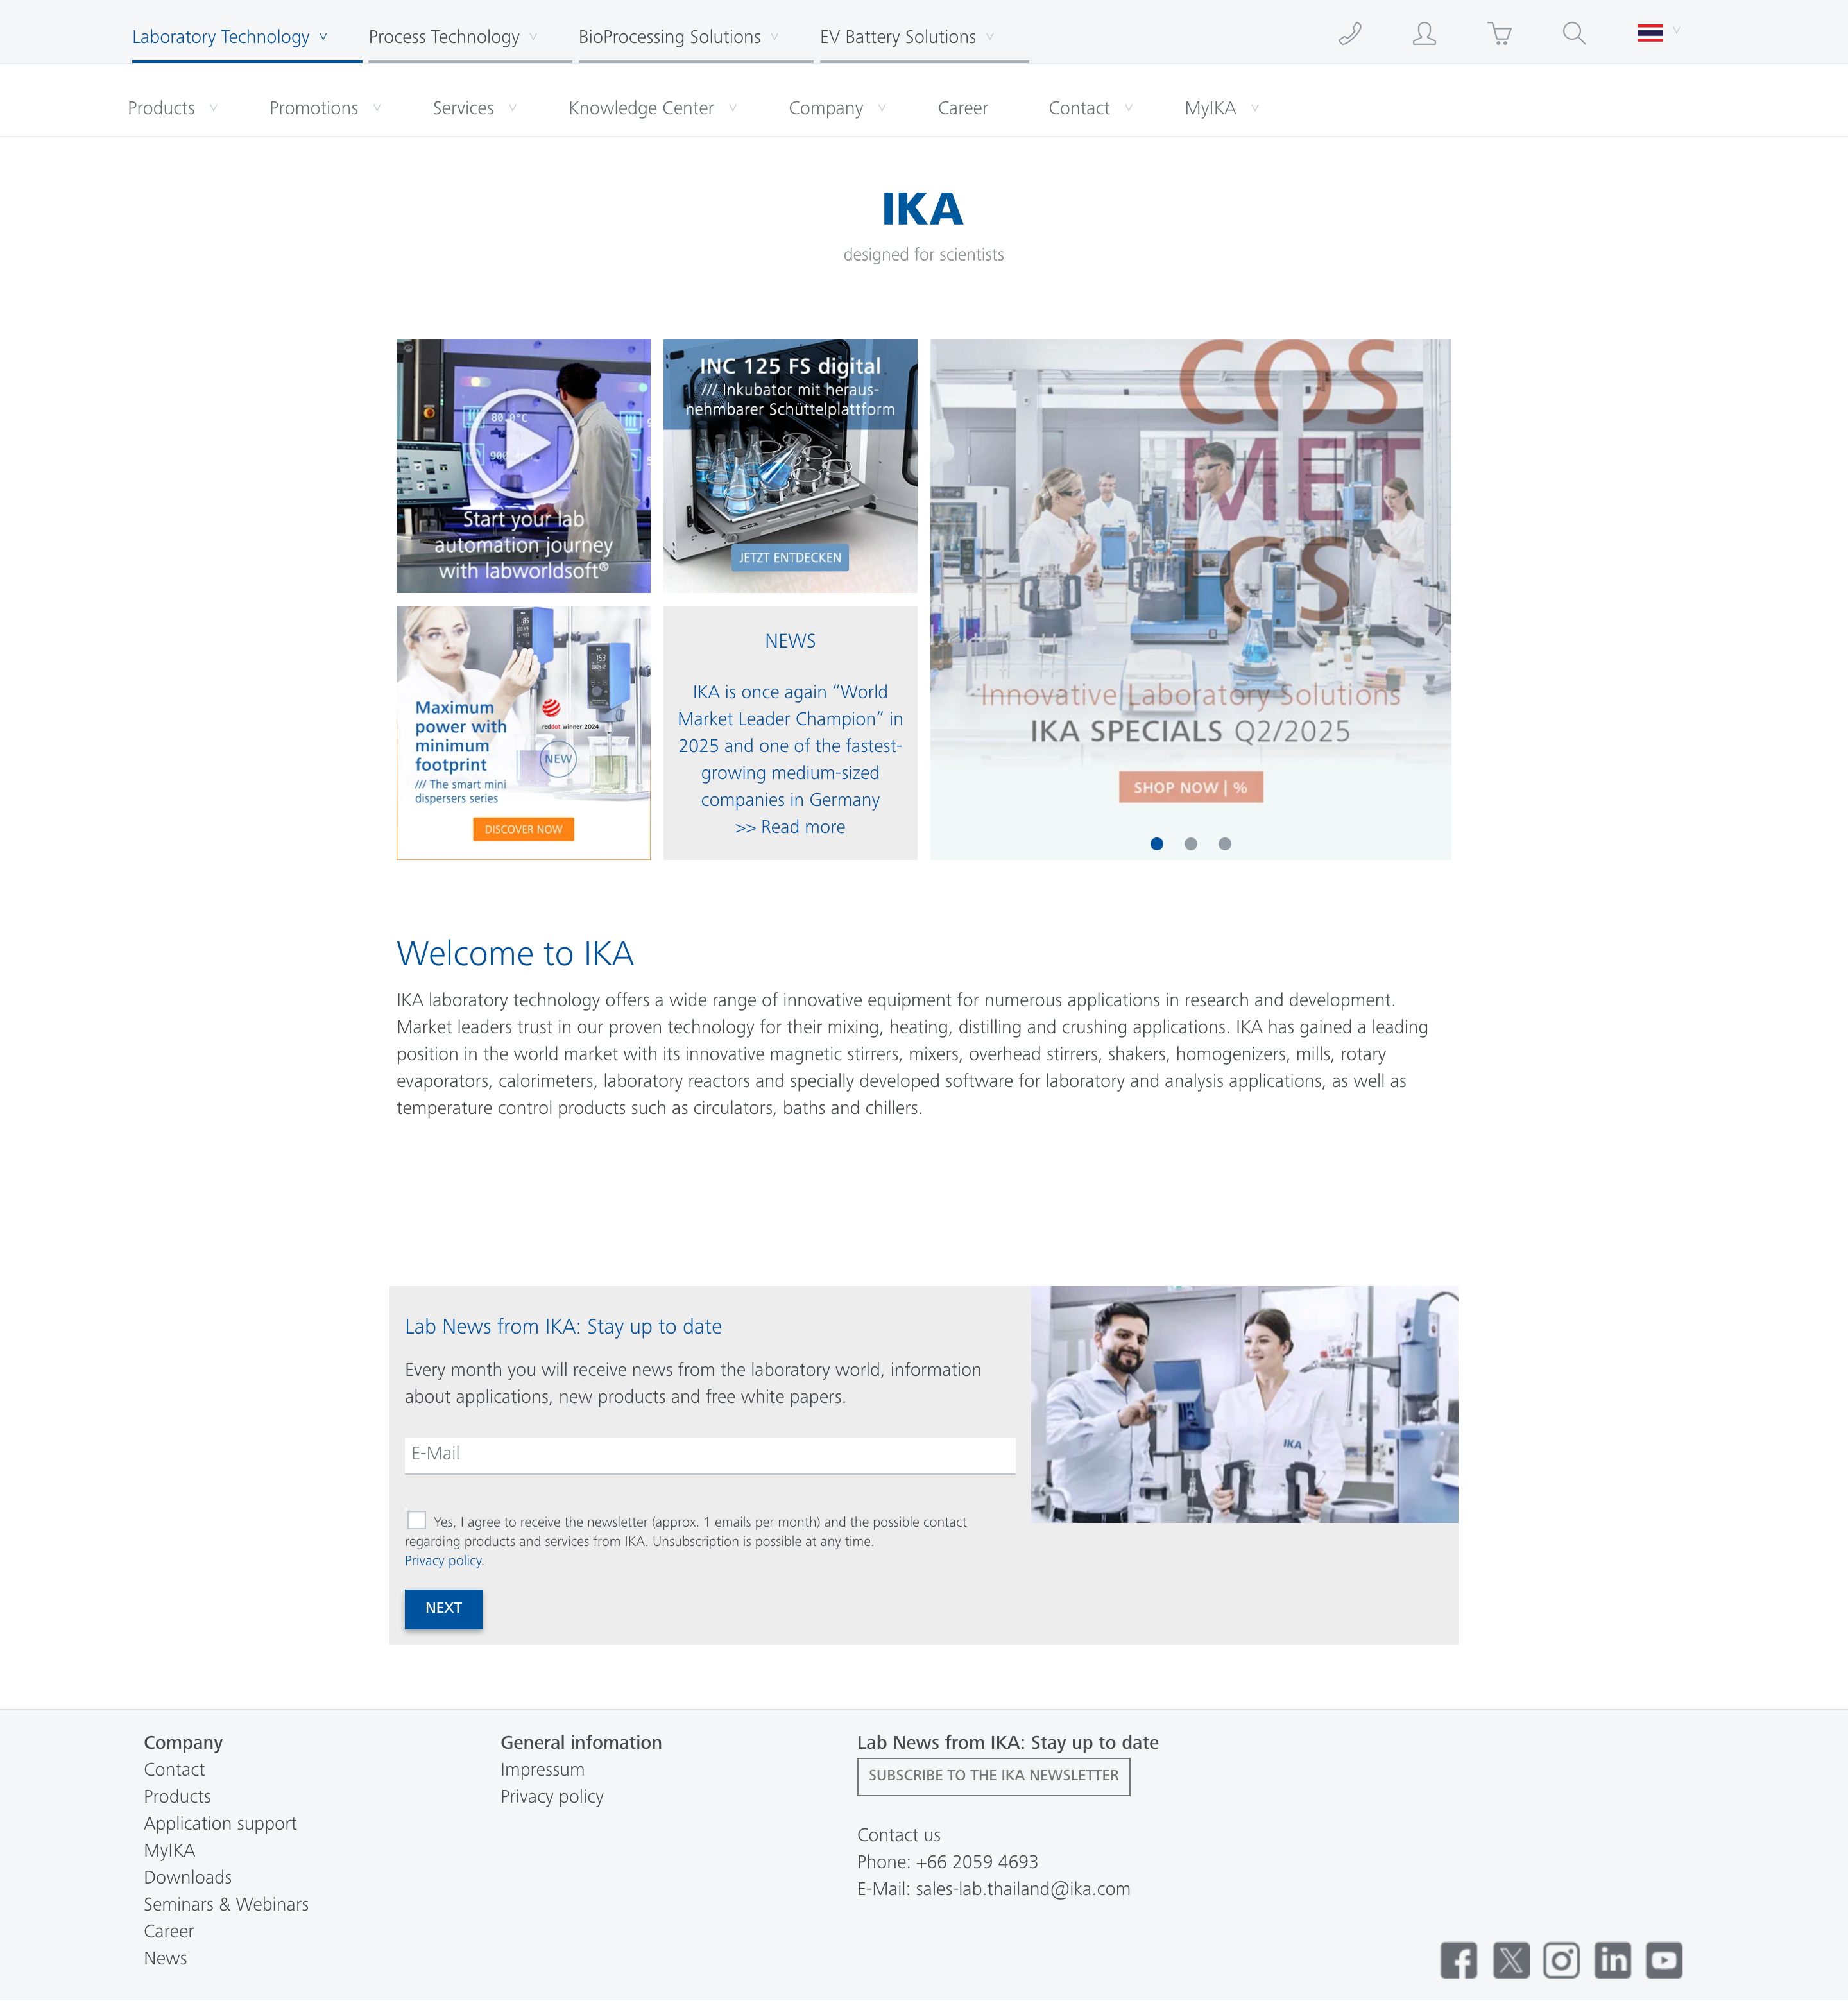 Laboratory Technology
Process Technology
BioProcessing Solutions
EV Battery Solutions
Products
Promotions
Services
Knowledge Center
Company
Career
Contact
MyIKA
IKA
designed for scientists
80.0°C
Start your lab
automation journey
with labworldsoft®
INC 125 FS digital
/// Inkubator mit heraus-
nehmbarer Schüttelplattform
JETZT ENTDECKEN
COS
MET
ICS
Innovative Laboratory Solutions
IKA SPECIALS Q2/2025
SHOP NOW | %
Maximum
power with
minimum
footprint
/// The smart mini
dispersers series
reddot winner 2024
NEW
DISCOVER NOW
NEWS
IKA is once again “World
Market Leader Champion” in
2025 and one of the fastest-
growing medium-sized
companies in Germany
>> Read more
Welcome to IKA
IKA laboratory technology offers a wide range of innovative equipment for numerous applications in research and development.
Market leaders trust in our proven technology for their mixing, heating, distilling and crushing applications. IKA has gained a leading
position in the world market with its innovative magnetic stirrers, mixers, overhead stirrers, shakers, homogenizers, mills, rotary
evaporators, calorimeters, laboratory reactors and specially developed software for laboratory and analysis applications, as well as
temperature control products such as circulators, baths and chillers.
Lab News from IKA: Stay up to date
Every month you will receive news from the laboratory world, information
about applications, new products and free white papers.
E-Mail
Yes, I agree to receive the newsletter (approx. 1 emails per month) and the possible contact
regarding products and services from IKA. Unsubscription is possible at any time.
Privacy policy.
NEXT
IKA
Company
Contact
Products
Application support
MyIKA
Downloads
Seminars & Webinars
Career
News
General infomation
Impressum
Privacy policy
Lab News from IKA: Stay up to date
SUBSCRIBE TO THE IKA NEWSLETTER
Contact us
Phone: +66 2059 4693
E-Mail: sales-lab.thailand@ika.com